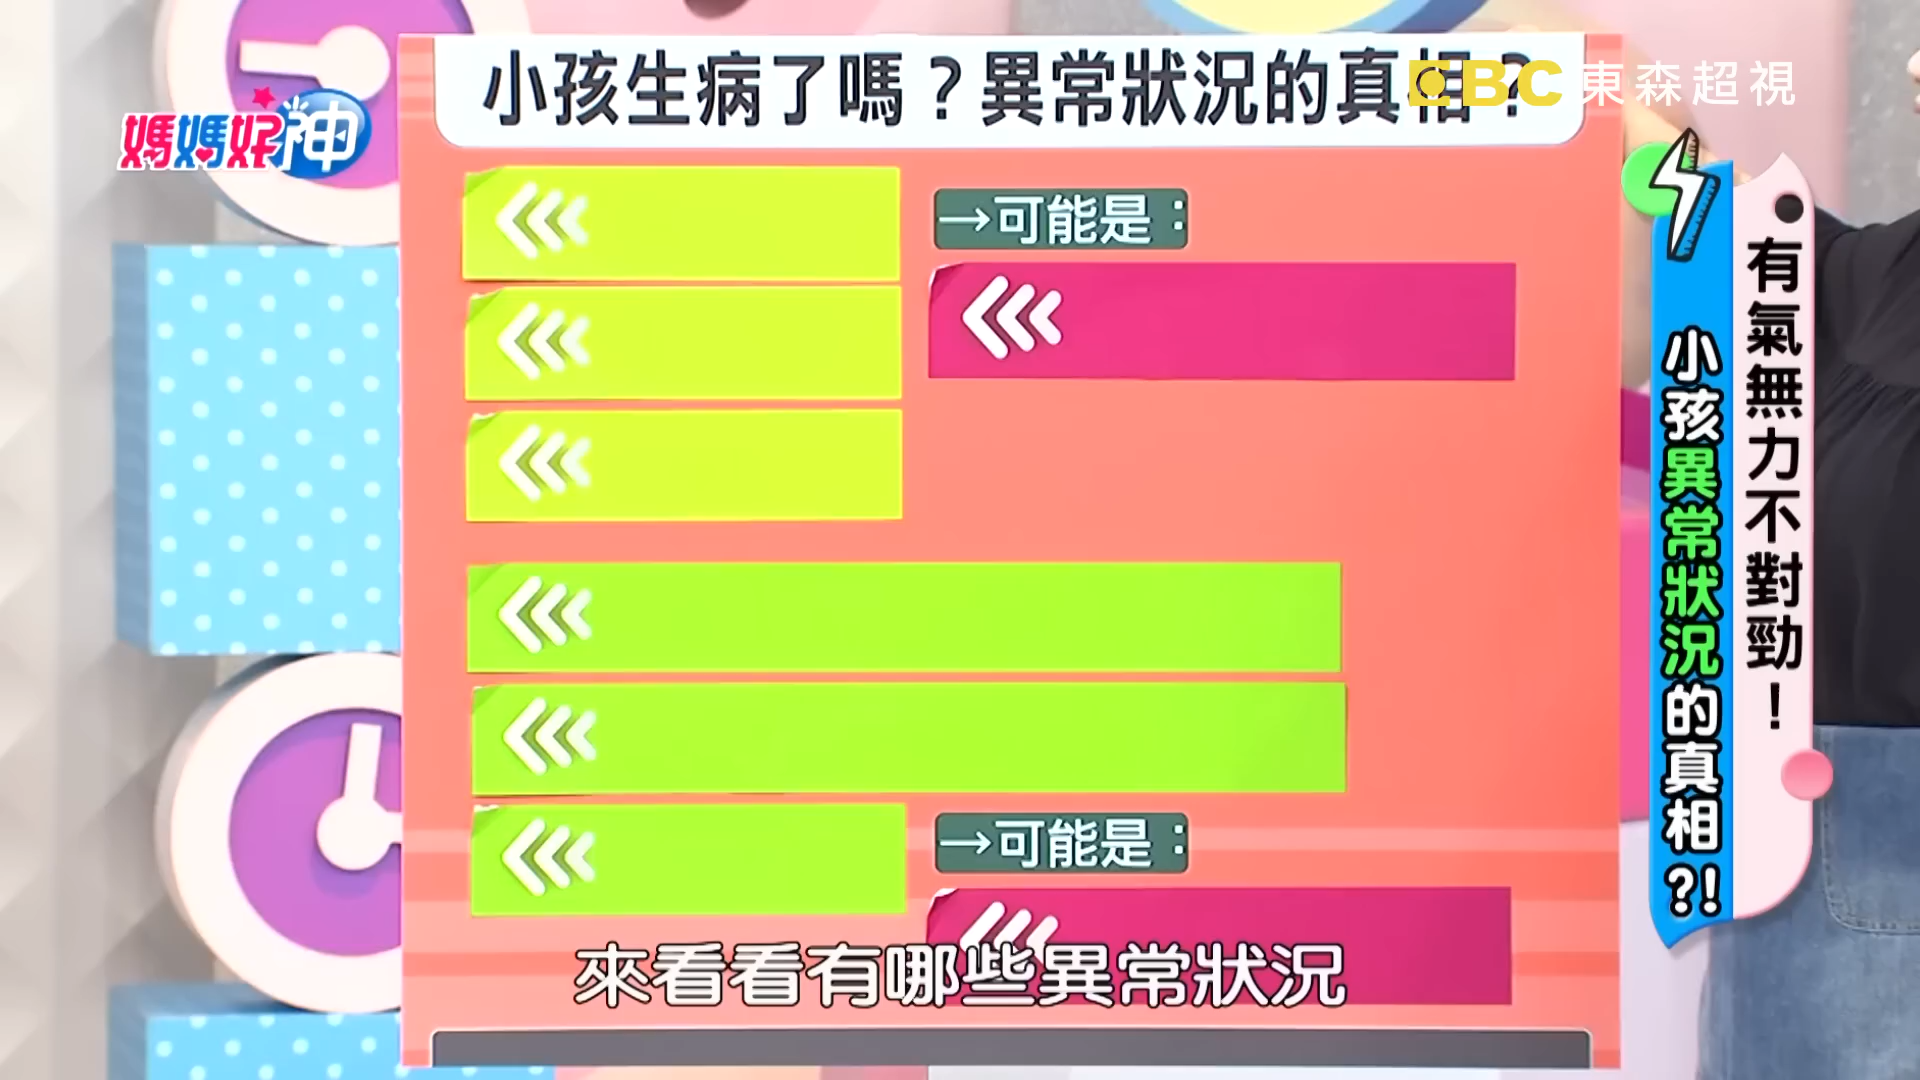 小孩生病了嗎？異常狀況的真相？
EBC 東森超視
媽媽好神
→可能是：
→可能是：
有氣無力不對勁！
小孩異常狀況的真相?!
來看看有哪些異常狀況